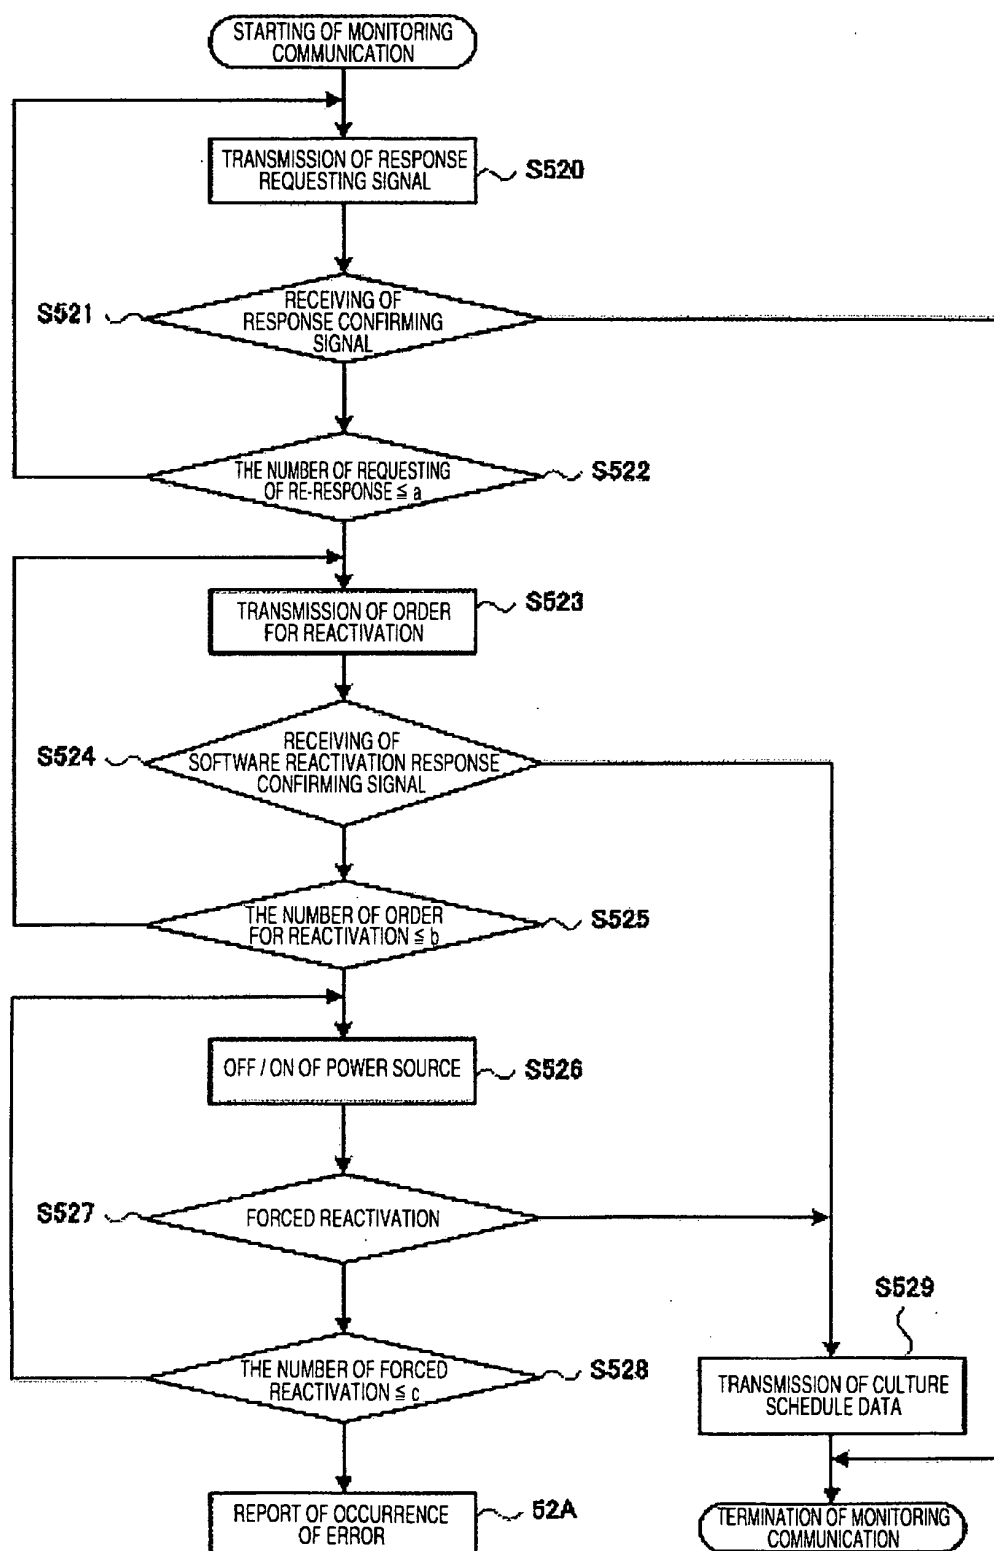 STARTING OF MONITORING
COMMUNICATION
TRANSMISSION OF RESPONSE
REQUESTING SIGNAL
S520
S521
RECEIVING OF
RESPONSE CONFIRMING
SIGNAL
THE NUMBER OF REQUESTING
OF RE-RESPONSE ≦ a
S522
TRANSMISSION OF ORDER
FOR REACTIVATION
S523
S524
RECEIVING OF
SOFTWARE REACTIVATION RESPONSE
CONFIRMING SIGNAL
THE NUMBER OF ORDER
FOR REACTIVATION ≦ b
S525
OFF / ON OF POWER SOURCE
S526
S527
FORCED REACTIVATION
THE NUMBER OF FORCED
REACTIVATION ≦ c
S528
S529
TRANSMISSION OF CULTURE
SCHEDULE DATA
REPORT OF OCCURRENCE
OF ERROR
52A
TERMINATION OF MONITORING
COMMUNICATION